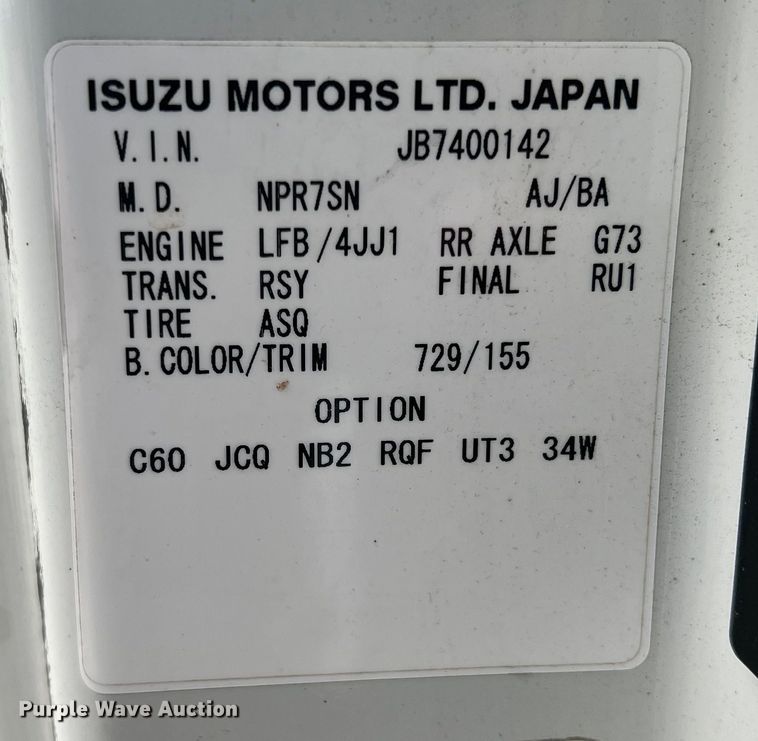 ISUZU MOTORS LTD. JAPAN
V.I.N. JB7400142
M.D. NPR7SN AJ/BA
ENGINE LFB/4JJ1 RR AXLE G73
TRANS. RSY FINAL RU1
TIRE ASQ
B.COLOR/TRIM 729/155
OPTION
C60 JCQ NB2 RQF UT3 34W
Purple Wave Auction